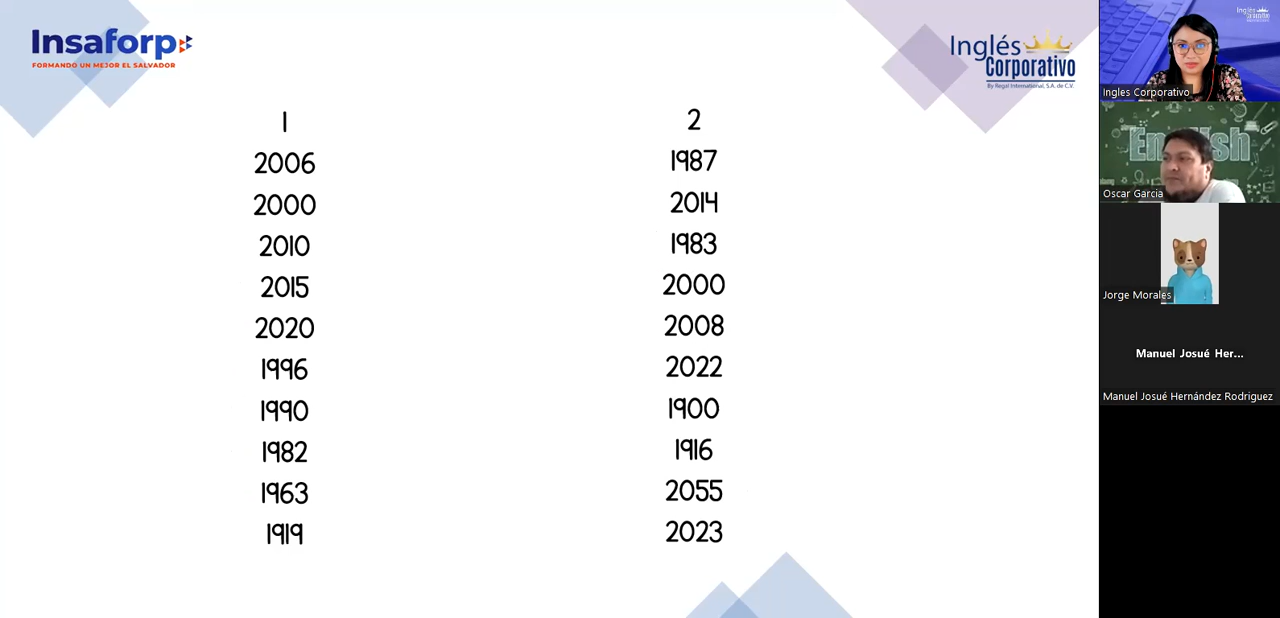 Insaforp
FORMANDO UN MEJOR EL SALVADOR
Inglés
Corporativo
By Regal International, S.A. de C.V.
1
2006
2000
2010
2015
2020
1996
1990
1982
1963
1919
2
1987
2014
1983
2000
2008
2022
1900
1916
2055
2023
Ingles Corporativo
English
Oscar Garcia
Jorge Morales
Manuel Josué Her...
Manuel Josué Hernández Rodriguez